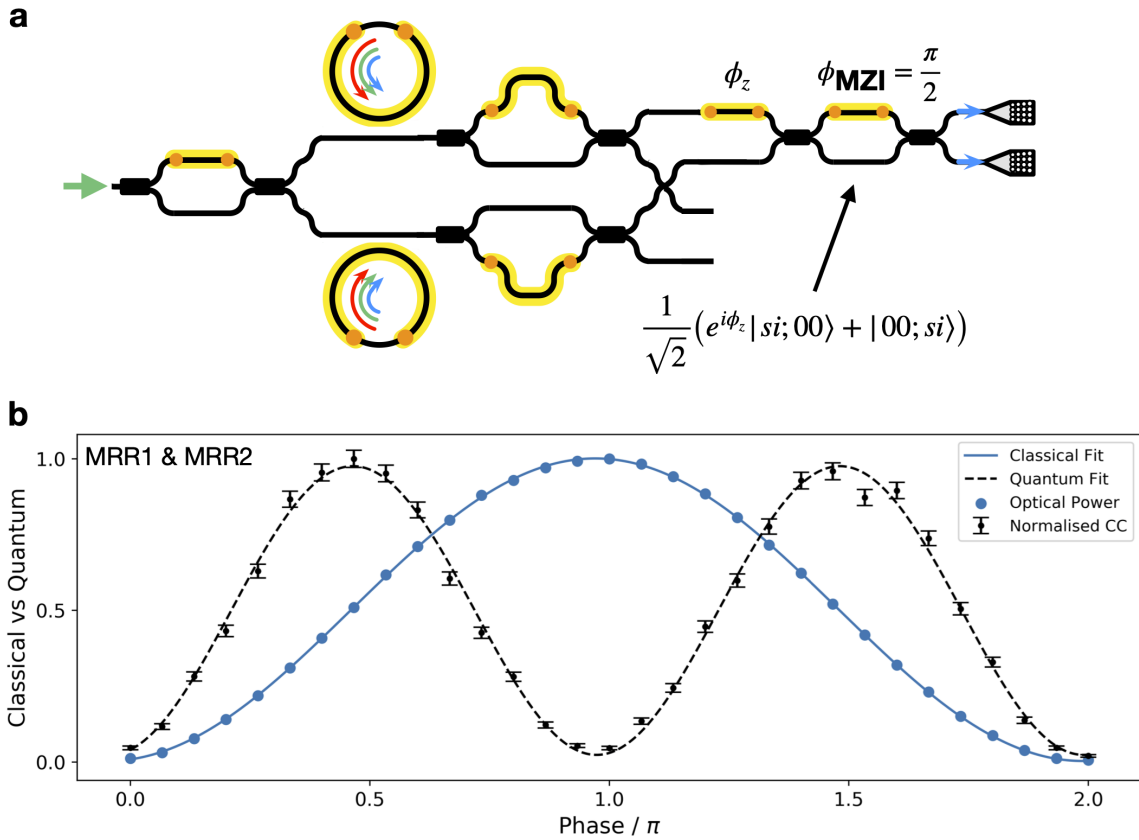 a
ϕz
ϕMZI = π/2
1/√2 (e^{iϕz}|si; 00⟩ + |00; si⟩)
b
MRR1 & MRR2
Classical Fit
Quantum Fit
Optical Power
Normalised CC
Classical vs Quantum
1.0
0.5
0.0
0.0 0.5 1.0 1.5 2.0
Phase / π